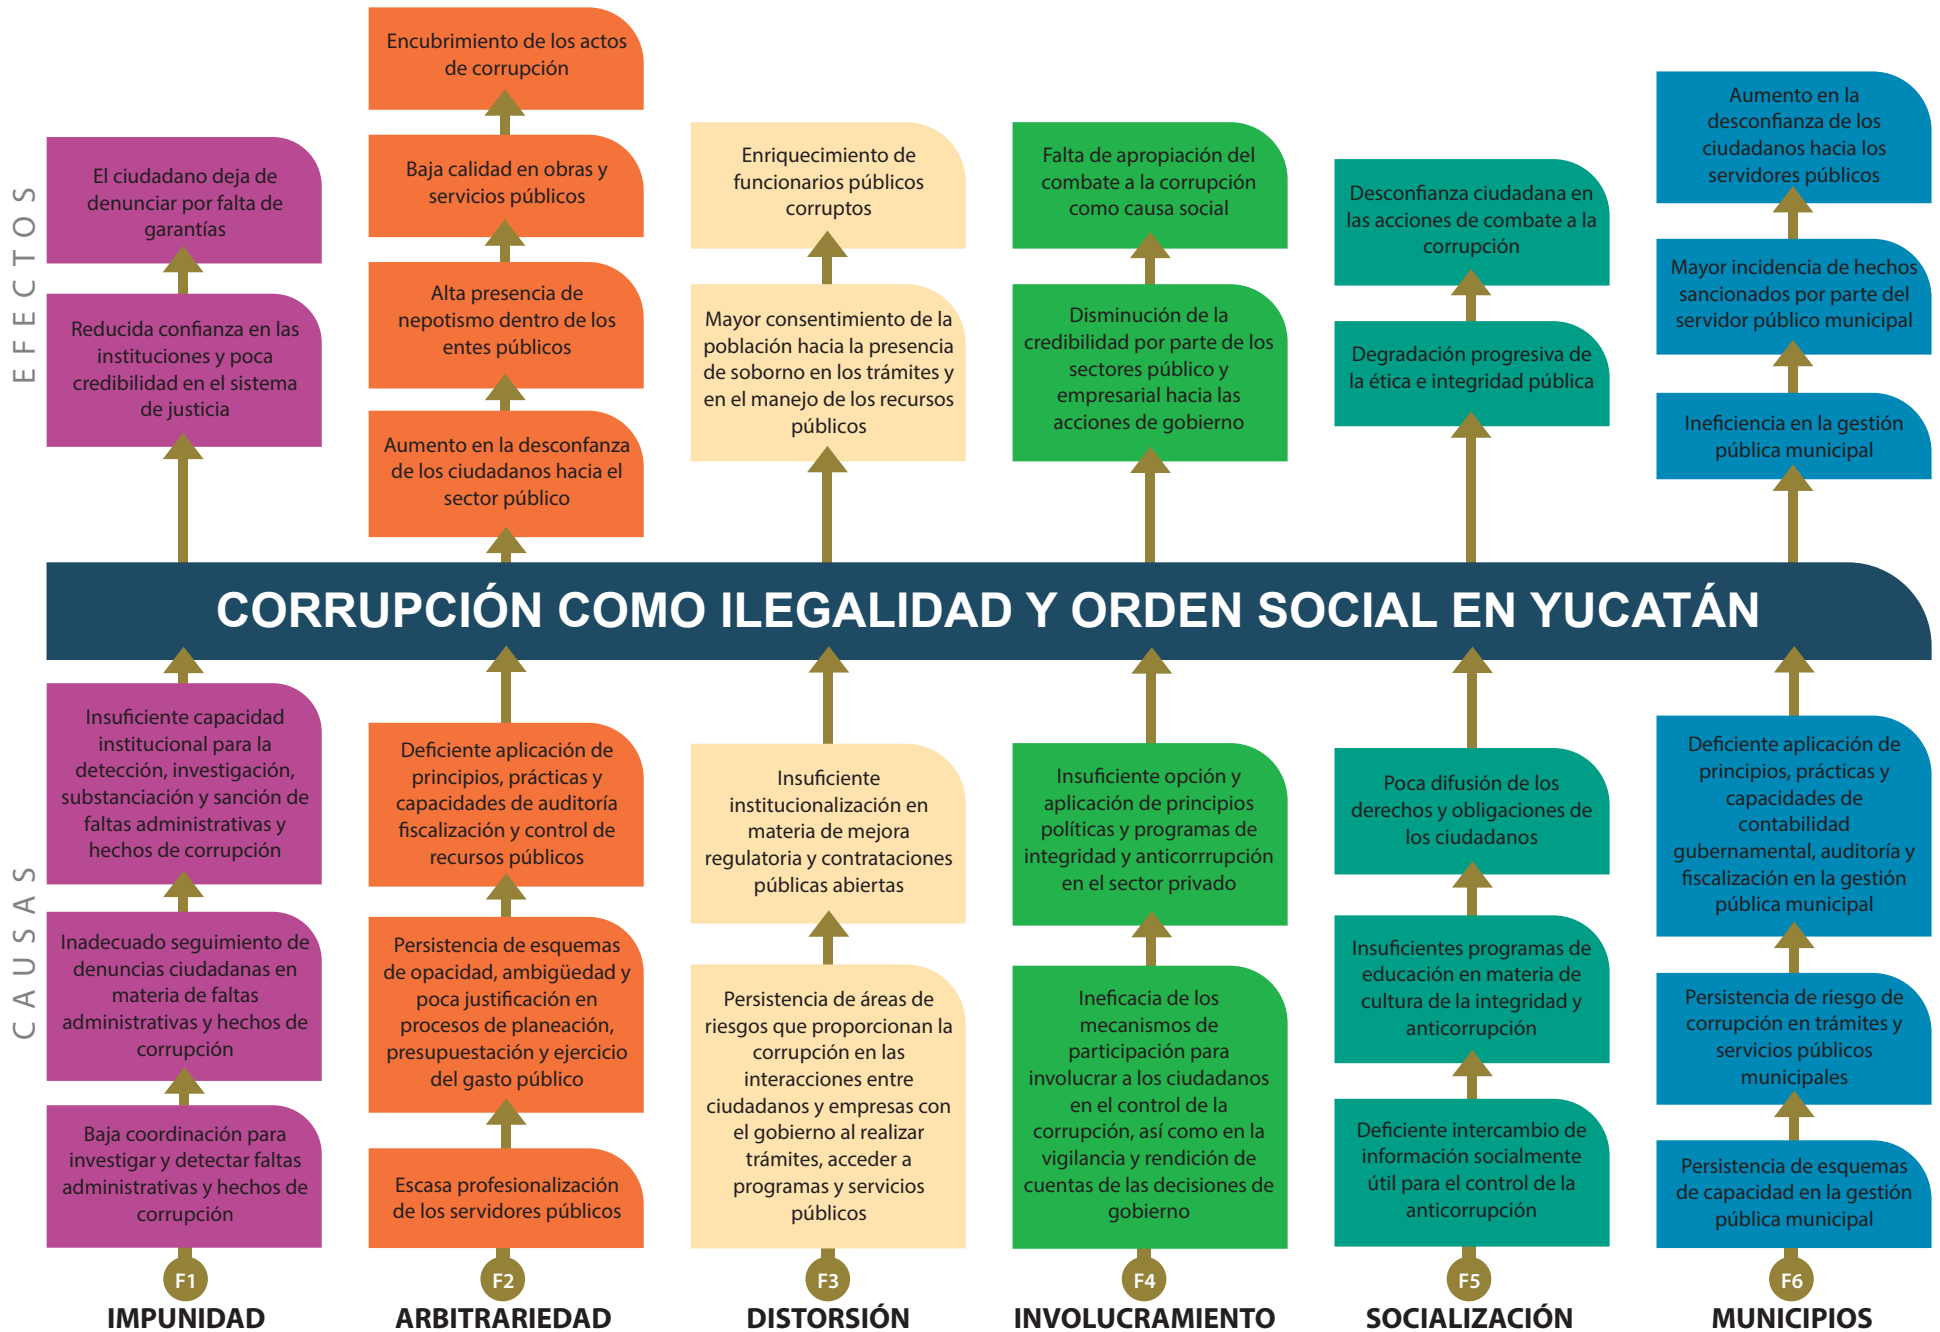 EFECTOS
El ciudadano deja de
denunciar por falta de
garantías
Reducida confianza en las
instituciones y poca
credibilidad en el sistema
de justicia
Encubrimiento de los actos
de corrupción
Baja calidad en obras y
servicios públicos
Alta presencia de
nepotismo dentro de los
entes públicos
Aumento en la desconfanza
de los ciudadanos hacia el
sector público
Enriquecimiento de
funcionarios públicos
corruptos
Mayor consentimiento de la
población hacia la presencia
de soborno en los trámites y
en el manejo de los recursos
públicos
Falta de apropiación del
combate a la corrupción
como causa social
Disminución de la
credibilidad por parte de los
sectores público y
empresarial hacia las
acciones de gobierno
Desconfianza ciudadana en
las acciones de combate a la
corrupción
Degradación progresiva de
la ética e integridad pública
Aumento en la
desconfianza de los
ciudadanos hacia los
servidores públicos
Mayor incidencia de hechos
sancionados por parte del
servidor público municipal
Ineficiencia en la gestión
pública municipal
CORRUPCIÓN COMO ILEGALIDAD Y ORDEN SOCIAL EN YUCATÁN
CAUSAS
Insuficiente capacidad
institucional para la
detección, investigación,
substanciación y sanción de
faltas administrativas y
hechos de corrupción
Inadecuado seguimiento de
denuncias ciudadanas en
materia de faltas
administrativas y hechos de
corrupción
Baja coordinación para
investigar y detectar faltas
administrativas y hechos de
corrupción
F1
IMPUNIDAD
Deficiente aplicación de
principios, prácticas y
capacidades de auditoría
fiscalización y control de
recursos públicos
Persistencia de esquemas
de opacidad, ambigüedad y
poca justificación en
procesos de planeación,
presupuestación y ejercicio
del gasto público
Escasa profesionalización
de los servidores públicos
F2
ARBITRARIEDAD
Insuficiente
institucionalización en
materia de mejora
regulatoria y contrataciones
públicas abiertas
Persistencia de áreas de
riesgos que proporcionan la
corrupción en las
interacciones entre
ciudadanos y empresas con
el gobierno al realizar
trámites, acceder a
programas y servicios
públicos
F3
DISTORSIÓN
Insuficiente opción y
aplicación de principios
políticas y programas de
integridad y anticorrrupción
en el sector privado
Ineficacia de los
mecanismos de
participación para
involucrar a los ciudadanos
en el control de la
corrupción, así como en la
vigilancia y rendición de
cuentas de las decisiones de
gobierno
F4
INVOLUCRAMIENTO
Poca difusión de los
derechos y obligaciones de
los ciudadanos
Insuficientes programas de
educación en materia de
cultura de la integridad y
anticorrupción
Deficiente intercambio de
información socialmente
útil para el control de la
anticorrupción
F5
SOCIALIZACIÓN
Deficiente aplicación de
principios, prácticas y
capacidades de
contabilidad
gubernamental, auditoría y
fiscalización en la gestión
pública municipal
Persistencia de riesgo de
corrupción en trámites y
servicios públicos
municipales
Persistencia de esquemas
de capacidad en la gestión
pública municipal
F6
MUNICIPIOS